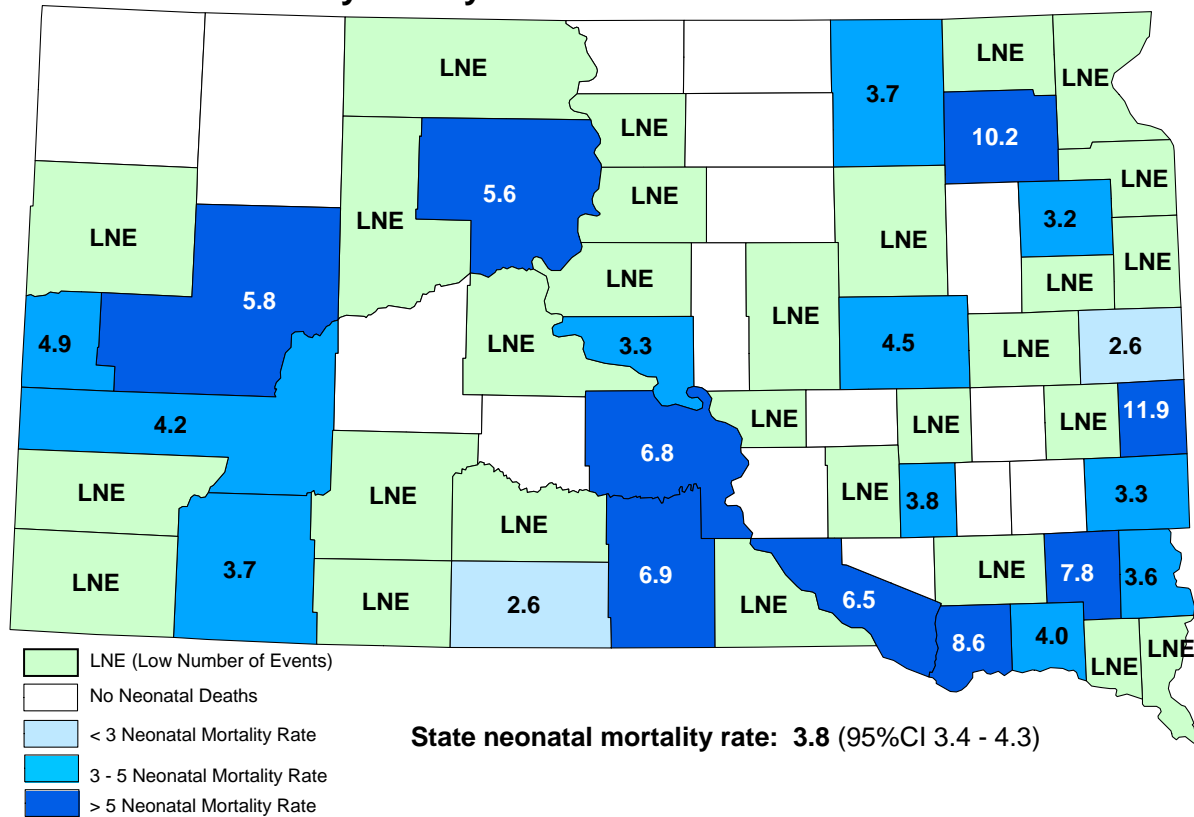 LNE
LNE
LNE
3.7
LNE
10.2
5.6
LNE
LNE
3.2
LNE
LNE
LNE
LNE
LNE
LNE
LNE
5.8
LNE
4.9
LNE
3.3
4.5
LNE
2.6
4.2
LNE
LNE
LNE
11.9
6.8
LNE
LNE
LNE
3.8
3.3
LNE
3.7
6.9
LNE
7.8
3.6
LNE
LNE
2.6
LNE
6.5
8.6
4.0
LNE
LNE
LNE (Low Number of Events)
No Neonatal Deaths
< 3 Neonatal Mortality Rate
State neonatal mortality rate: 3.8 (95%CI 3.4 - 4.3)
3 - 5 Neonatal Mortality Rate
> 5 Neonatal Mortality Rate